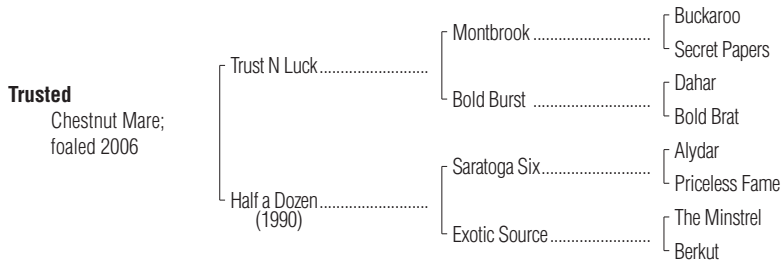 Trusted
Chestnut Mare;
foaled 2006
Trust N Luck..........................
Half a Dozen..........................
(1990)
Montbrook ............................
Bold Burst ............................
Saratoga Six..........................
Exotic Source........................
Buckaroo
Secret Papers
Dahar
Bold Brat
Alydar
Priceless Fame
The Minstrel
Berkut